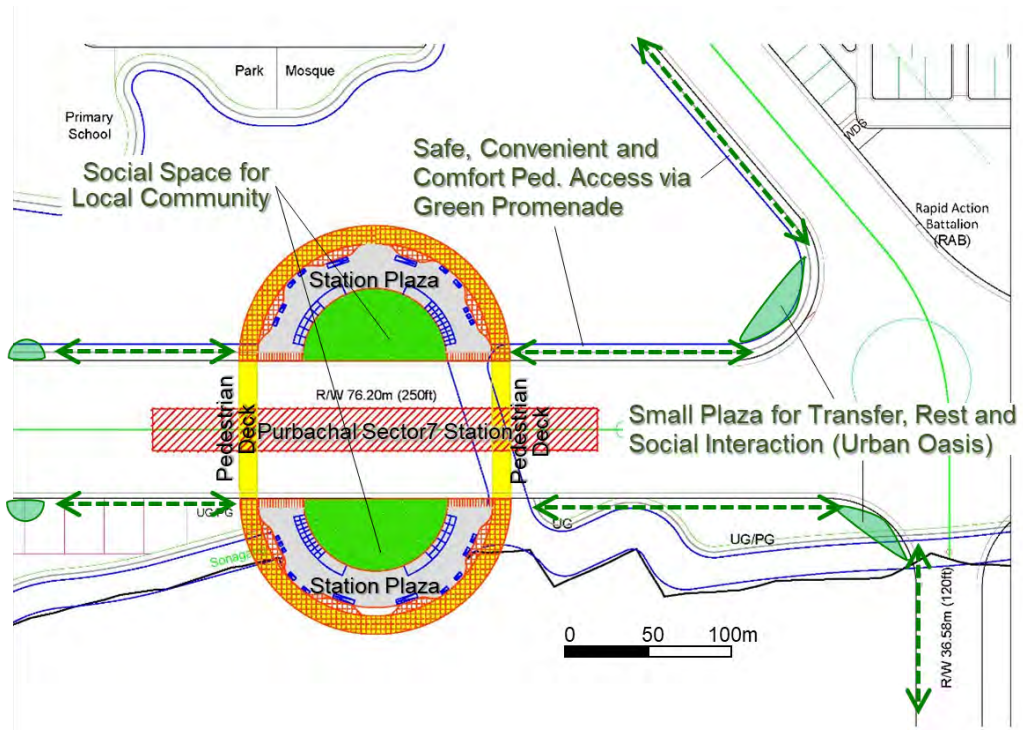 Park
Mosque
Primary
School
WDS
Social Space for
Local Community
Safe, Convenient and
Comfort Ped. Access via
Green Promenade
Rapid Action
Battalion
(RAB)
Station Plaza
R/W 76.20m (250ft)
Pedestrian
Deck
Purbachal Sector7 Station
Pedestrian
Deck
Small Plaza for Transfer, Rest and
Social Interaction (Urban Oasis)
UG/PG
UG
UG/PG
Station Plaza
R/W 36.58m (120ft)
0 50 100m